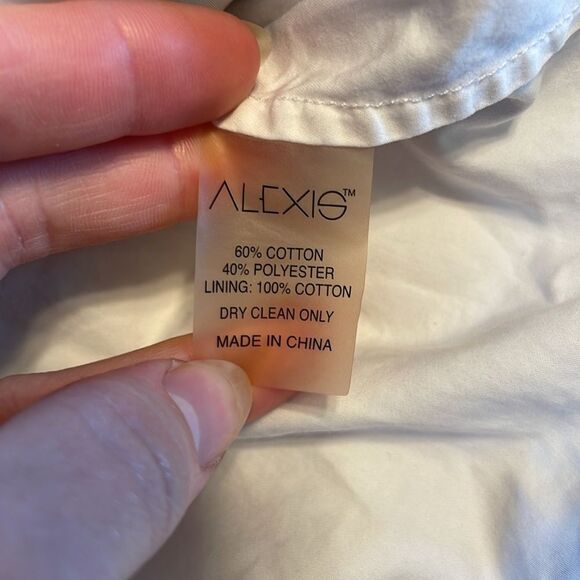 ALEXIS™
60% COTTON
40% POLYESTER
LINING: 100% COTTON
DRY CLEAN ONLY
MADE IN CHINA